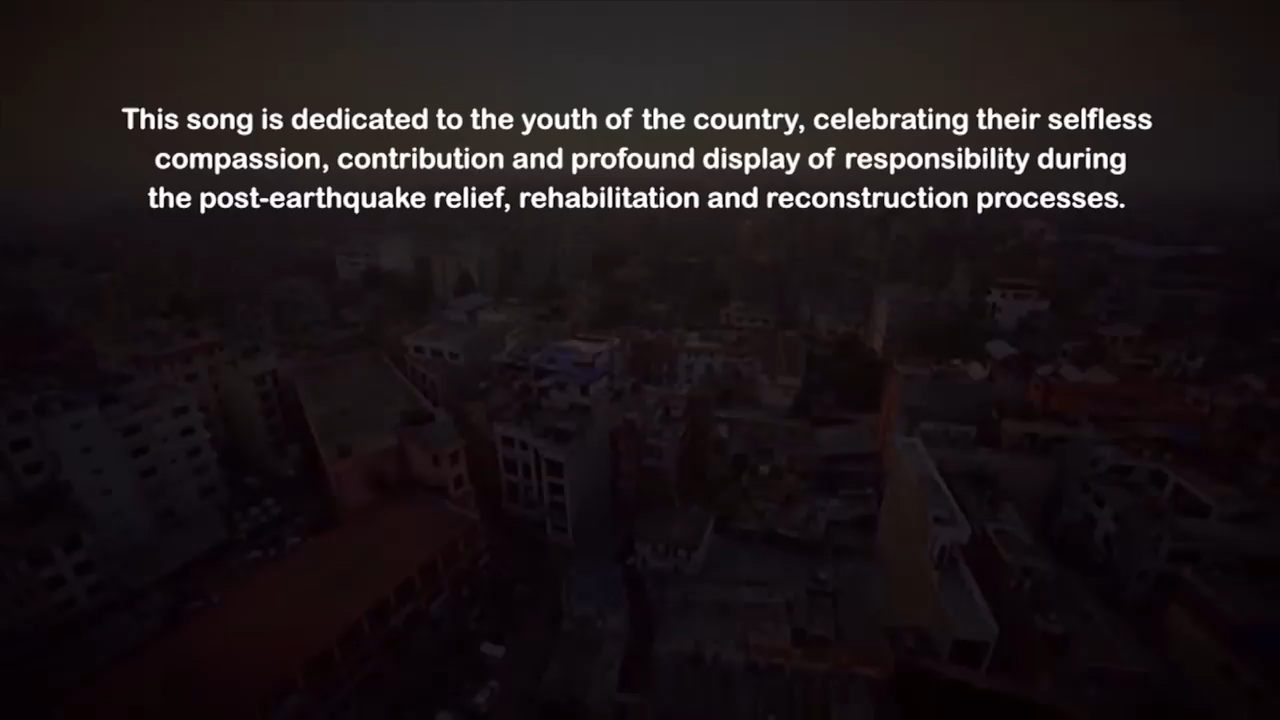 This song is dedicated to the youth of the country, celebrating their selfless
compassion, contribution and profound display of responsibility during
the post-earthquake relief, rehabilitation and reconstruction processes.